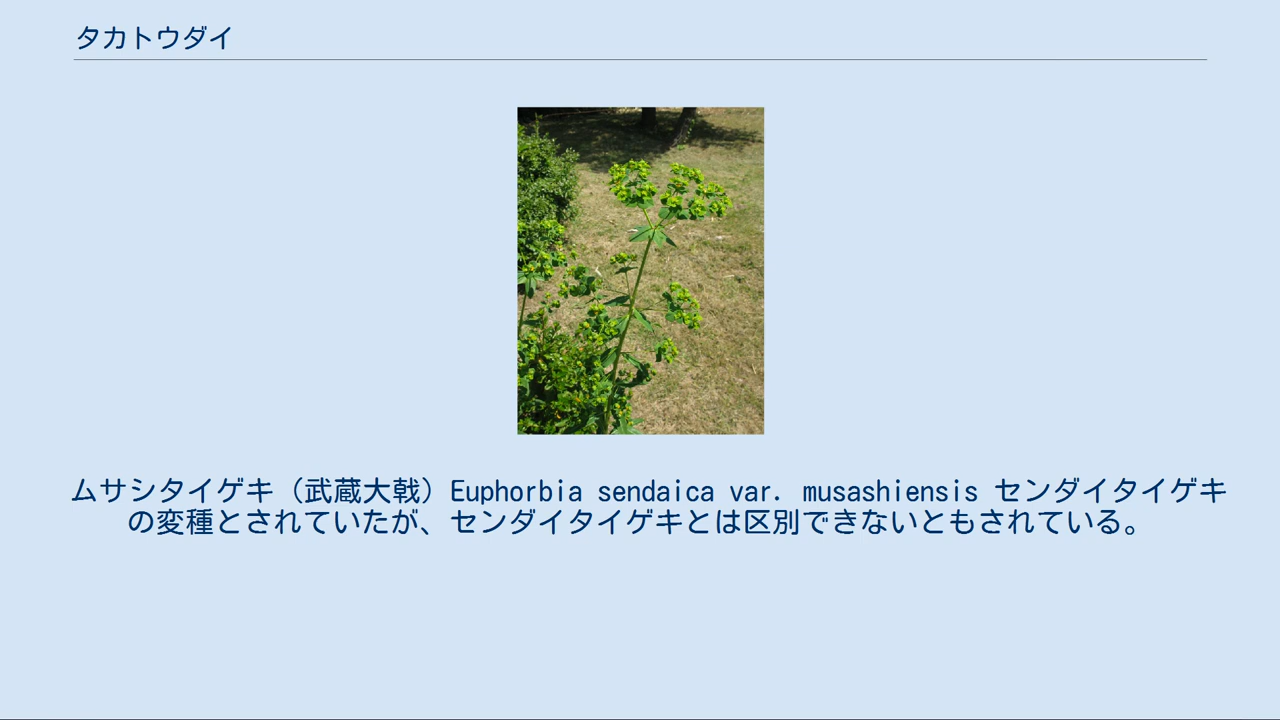 タカトウダイ
ムサシタイゲキ（武蔵大戟）Euphorbia sendaica var. musashiensis センダイタイゲキ
の変種とされていたが、センダイタイゲキとは区別できないともされている。